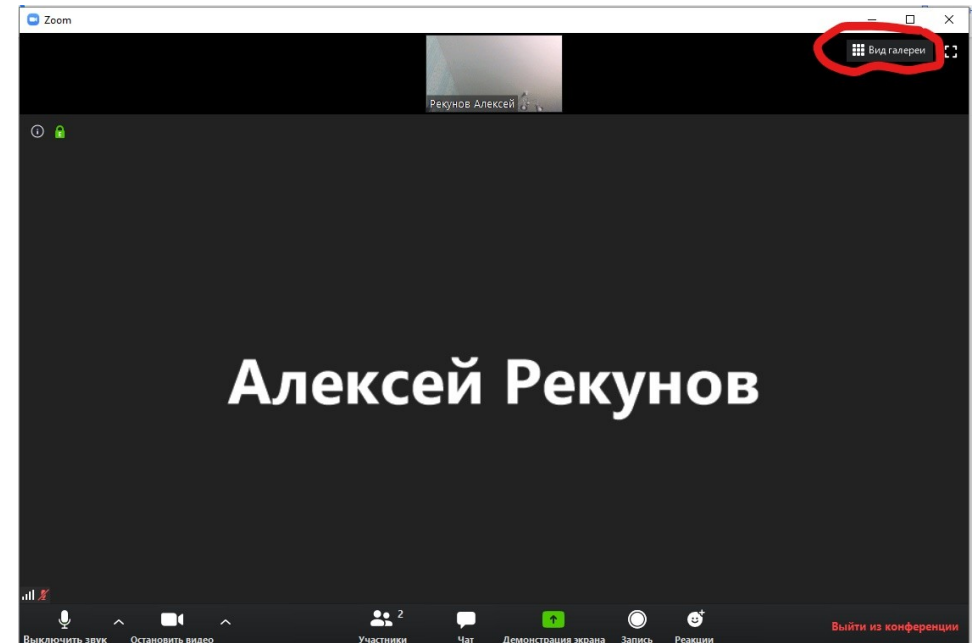 Zoom
Вид галереи
Рекунов Алексей
Алексей Рекунов
2
Выключить звук Остановить видео Участники Чат Демонстрация экрана Запись Реакции Выйти из конференции